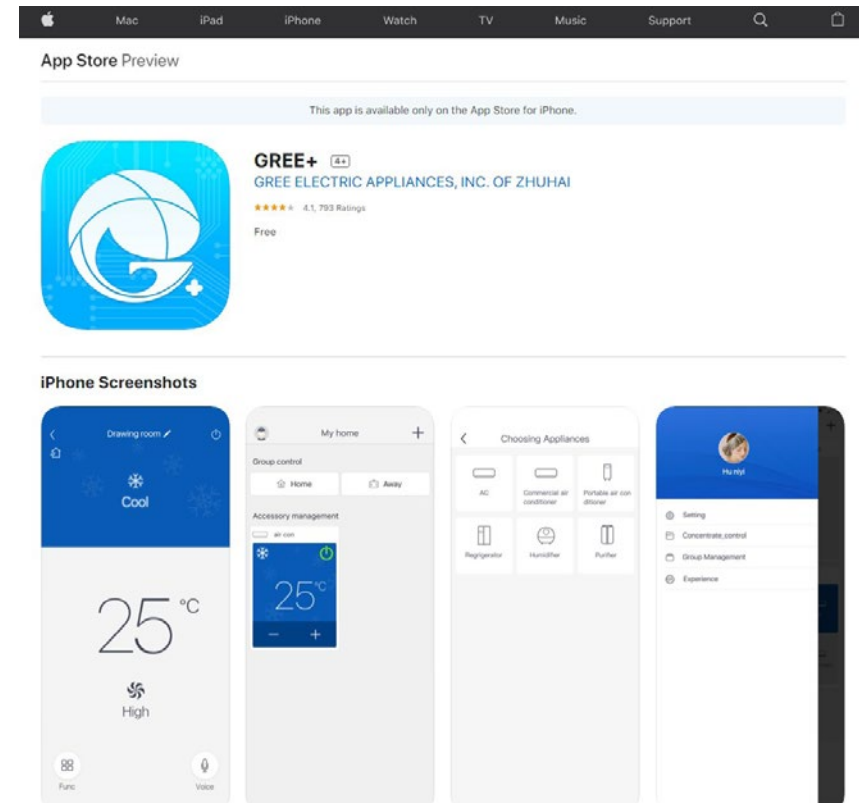 Mac iPad iPhone Watch TV Music Support
App Store Preview
This app is available only on the App Store for iPhone.
GREE+ 4+
GREE ELECTRIC APPLIANCES, INC. OF ZHUHAI
4.1, 793 Ratings
Free
iPhone Screenshots
Drawing room
Cool
25 °C
High
Func
Voice
My home +
Group control
Home
Away
Accessory management
air con
25 °C
− +
Choosing Appliances
AC
Commercial air
conditioner
Portable air con
ditioner
Regrigerator
Humidifier
Purifier
Hu niyi
Setting
Concentrate_control
Group Management
Experience